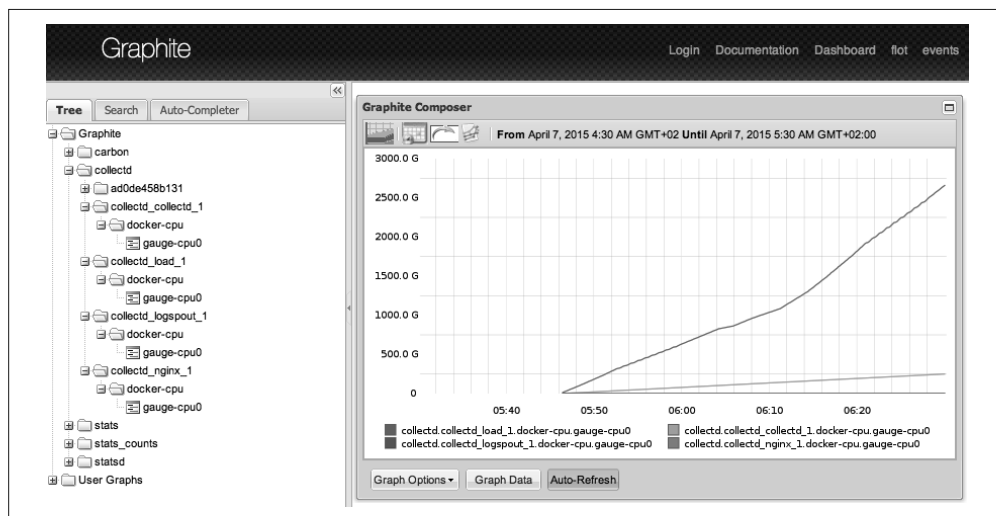 Graphite
Login Documentation Dashboard flot events
Tree Search Auto-Completer
Graphite
carbon
collectd
ad0de458b131
collectd_collectd_1
docker-cpu
gauge-cpu0
collectd_load_1
docker-cpu
gauge-cpu0
collectd_logspout_1
docker-cpu
gauge-cpu0
collectd_nginx_1
docker-cpu
gauge-cpu0
stats
stats_counts
statsd
User Graphs
Graphite Composer
From April 7, 2015 4:30 AM GMT+02 Until April 7, 2015 5:30 AM GMT+02:00
3000.0 G
2500.0 G
2000.0 G
1500.0 G
1000.0 G
500.0 G
0
05:40 05:50 06:00 06:10 06:20
collectd.collectd_load_1.docker-cpu.gauge-cpu0 collectd.collectd_collectd_1.docker-cpu.gauge-cpu0
collectd.collectd_logspout_1.docker-cpu.gauge-cpu0 collectd.collectd_nginx_1.docker-cpu.gauge-cpu0
Graph Options Graph Data Auto-Refresh